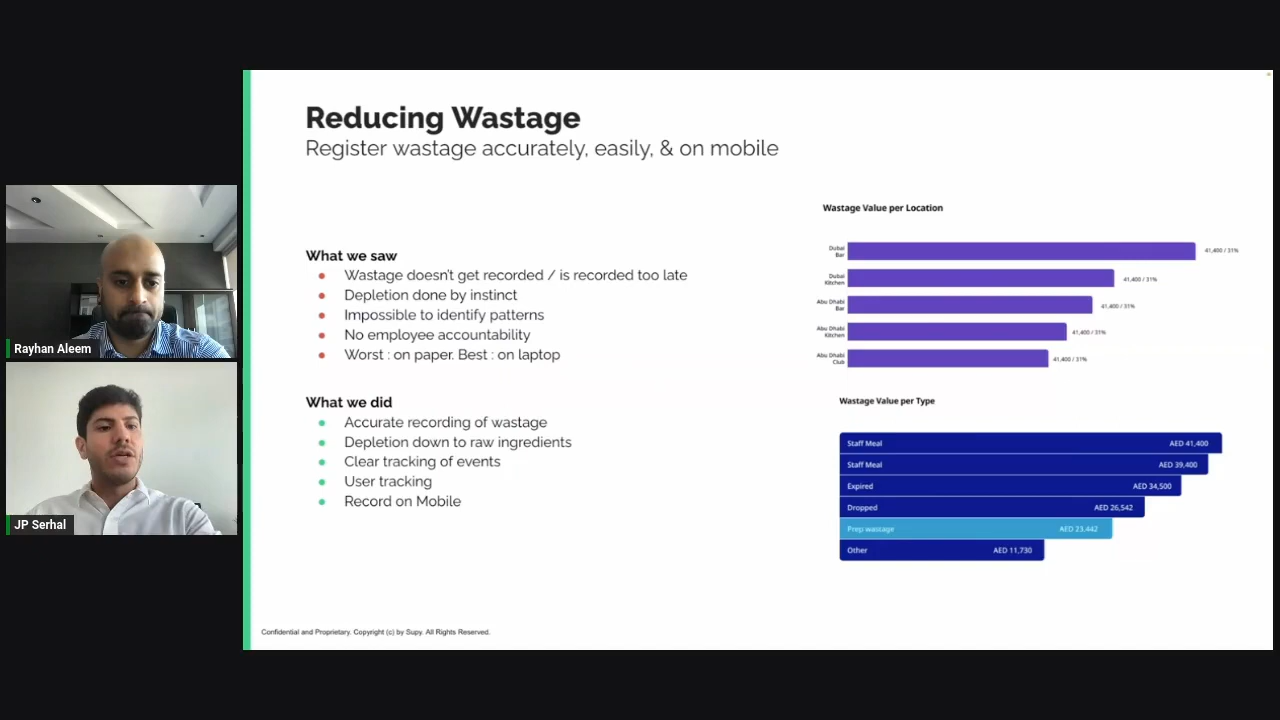 Reducing Wastage
Register wastage accurately, easily, & on mobile
What we saw
Wastage doesn't get recorded / is recorded too late
Depletion done by instinct
Impossible to identify patterns
No employee accountability
Worst : on paper. Best : on laptop
What we did
Accurate recording of wastage
Depletion down to raw ingredients
Clear tracking of events
User tracking
Record on Mobile
Wastage Value per Location
Dubai
Bar
41,400 / 31%
Dubai
Kitchen
41,400 / 31%
Abu Dhabi
Bar
41,400 / 31%
Abu Dhabi
Kitchen
41,400 / 31%
Abu Dhabi
Club
41,400 / 31%
Wastage Value per Type
Staff Meal AED 41,400
Staff Meal AED 39,400
Expired AED 34,500
Dropped AED 26,542
Prep wastage AED 23,442
Other AED 11,730
Confidential and Proprietary. Copyright (c) by Supy. All Rights Reserved.
Rayhan Aleem
JP Serhal